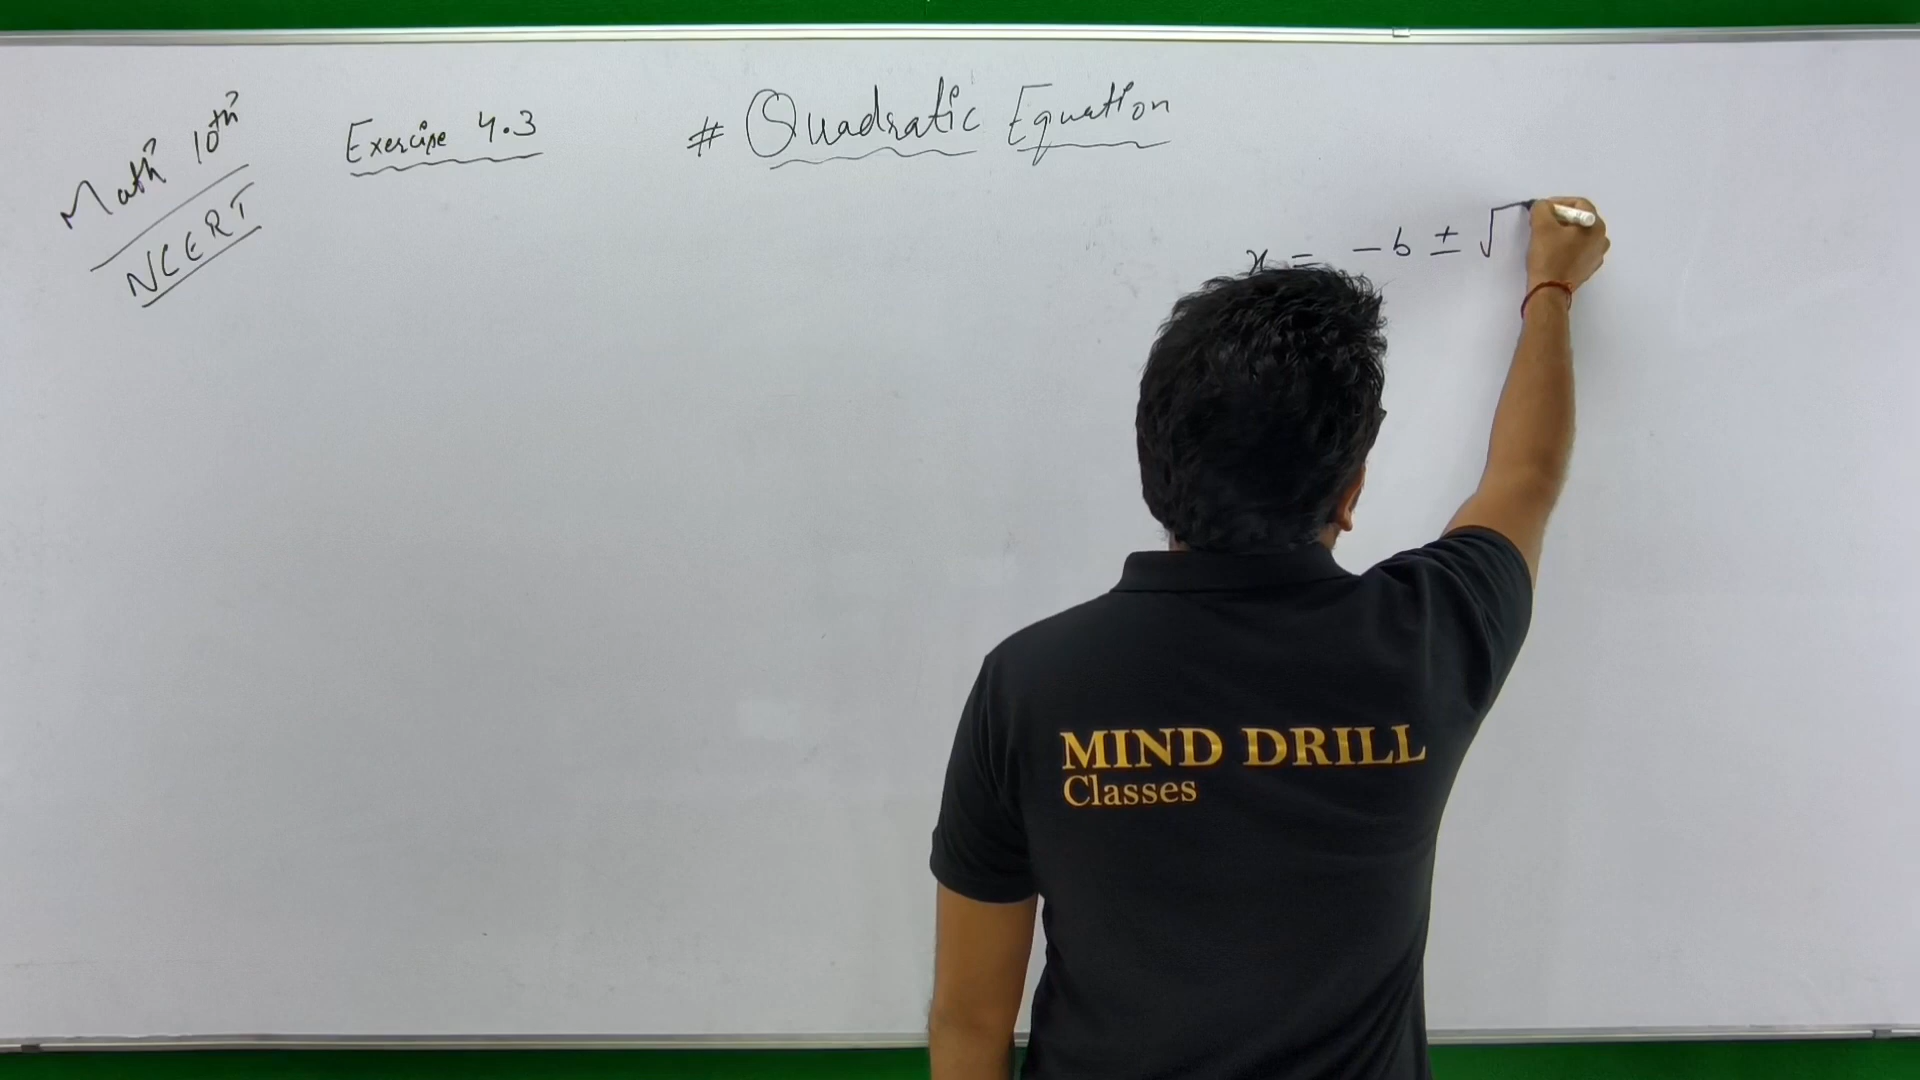 Math 10th
NCERT
Exercise 4.3
# Quadratic Equation
x = -b ± √
MIND DRILL
Classes